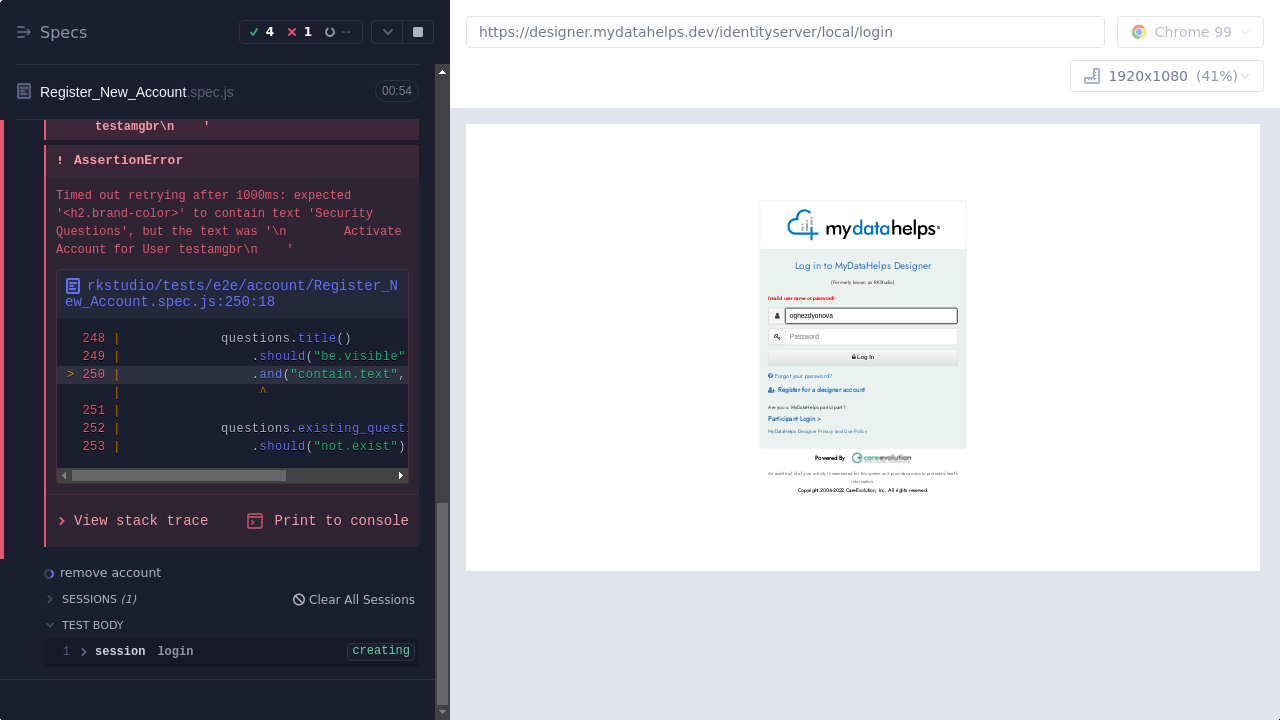 Specs
4
1
--
Register_New_Account.spec.js
00:54
testamgbr\n    '
! AssertionError
Timed out retrying after 1000ms: expected
'<h2.brand-color>' to contain text 'Security
Questions', but the text was '\n        Activate
Account for User testamgbr\n    '
rkstudio/tests/e2e/account/Register_N
ew_Account.spec.js:250:18
248 | questions.title()
249 | .should("be.visible"
> 250 | .and("contain.text",
| ^
251 |
252 | questions.existing_questi
253 | .should("not.exist")
View stack trace
Print to console
remove account
SESSIONS (1)
Clear All Sessions
TEST BODY
1 session login
creating
https://designer.mydatahelps.dev/identityserver/local/login
Chrome 99
1920x1080 (41%)
mydatahelps
Log in to MyDataHelps Designer
(Formerly known as RKStudio)
Invalid user name or password!
ognezdyonova
Password
Log In
Forgot your password?
Register for a designer account
Are you a MyDataHelps participant?
Participant Login >
MyDataHelps Designer Privacy and Use Policy
Powered By
careevolution
An audit trail of all user activity is maintained for this system as it provides access to protected health
information.
Copyright 2006-2022 CareEvolution, Inc. All rights reserved.